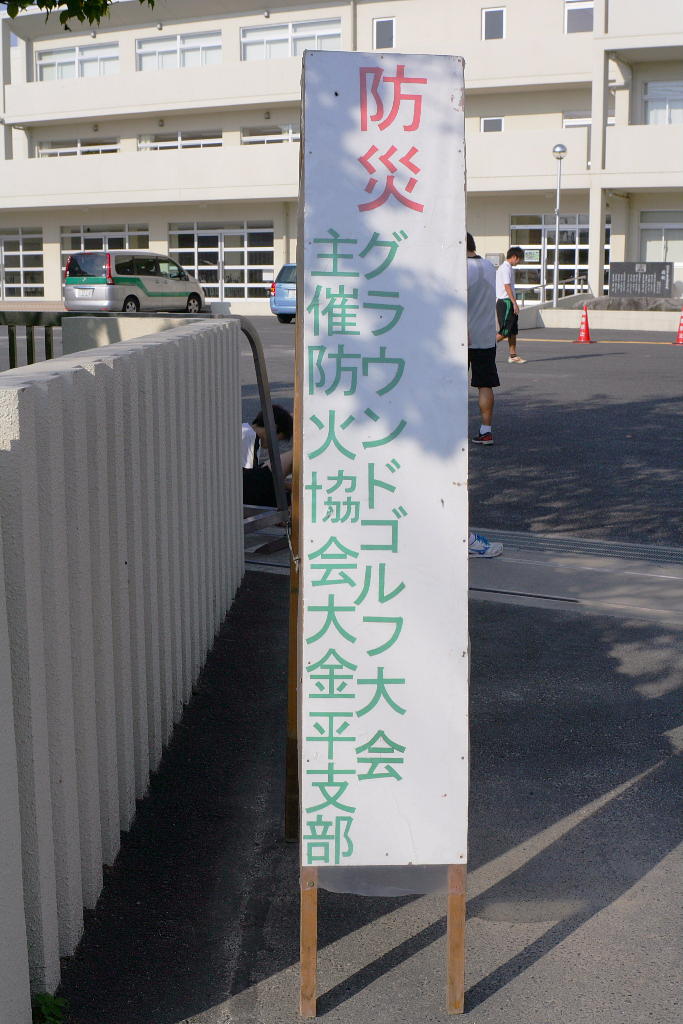 防災
グラウンドゴルフ大会
主催防火協会大金平支部